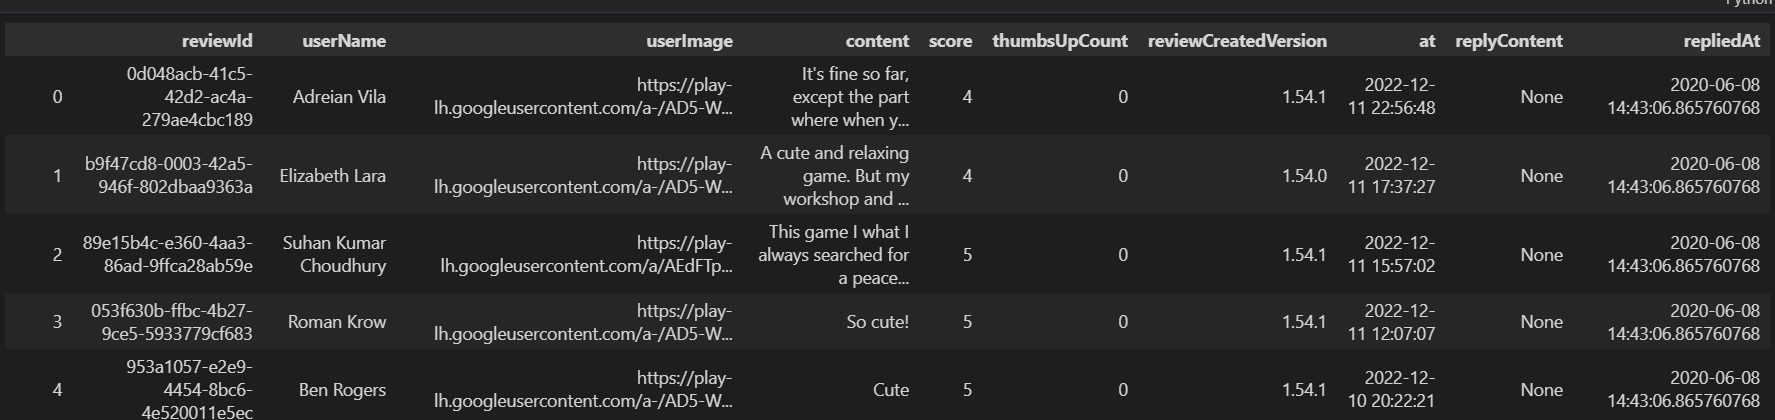 Python
reviewId userName userImage content score thumbsUpCount reviewCreatedVersion at replyContent repliedAt
0d048acb-41c5- https://play- It's fine so far, 2022-12- 2020-06-08
0 42d2-ac4a- Adreian Vila lh.googleusercontent.com/a-/AD5-W... except the part 4 0 1.54.1 11 22:56:48 None 14:43:06.865760768
279ae4cbc189 where when y...
b9f47cd8-0003-42a5- https://play- A cute and relaxing 2022-12- 2020-06-08
1 946f-802dbaa9363a Elizabeth Lara lh.googleusercontent.com/a-/AD5-W... game. But my 4 0 1.54.0 11 17:37:27 None 14:43:06.865760768
workshop and ...
89e15b4c-e360-4aa3- Suhan Kumar https://play- This game I what I 2022-12- 2020-06-08
2 86ad-9ffca28ab59e Choudhury lh.googleusercontent.com/a/AEdFTp... always searched for 5 0 1.54.1 11 15:57:02 None 14:43:06.865760768
a peace...
053f630b-ffbc-4b27- https://play- 2022-12- 2020-06-08
3 9ce5-5933779cf683 Roman Krow lh.googleusercontent.com/a-/AD5-W... So cute! 5 0 1.54.1 11 12:07:07 None 14:43:06.865760768
953a1057-e2e9- https://play- 2022-12- 2020-06-08
4 4454-8bc6- Ben Rogers lh.googleusercontent.com/a-/AD5-W... Cute 5 0 1.54.1 10 20:22:21 None 14:43:06.865760768
4e520011e5ec